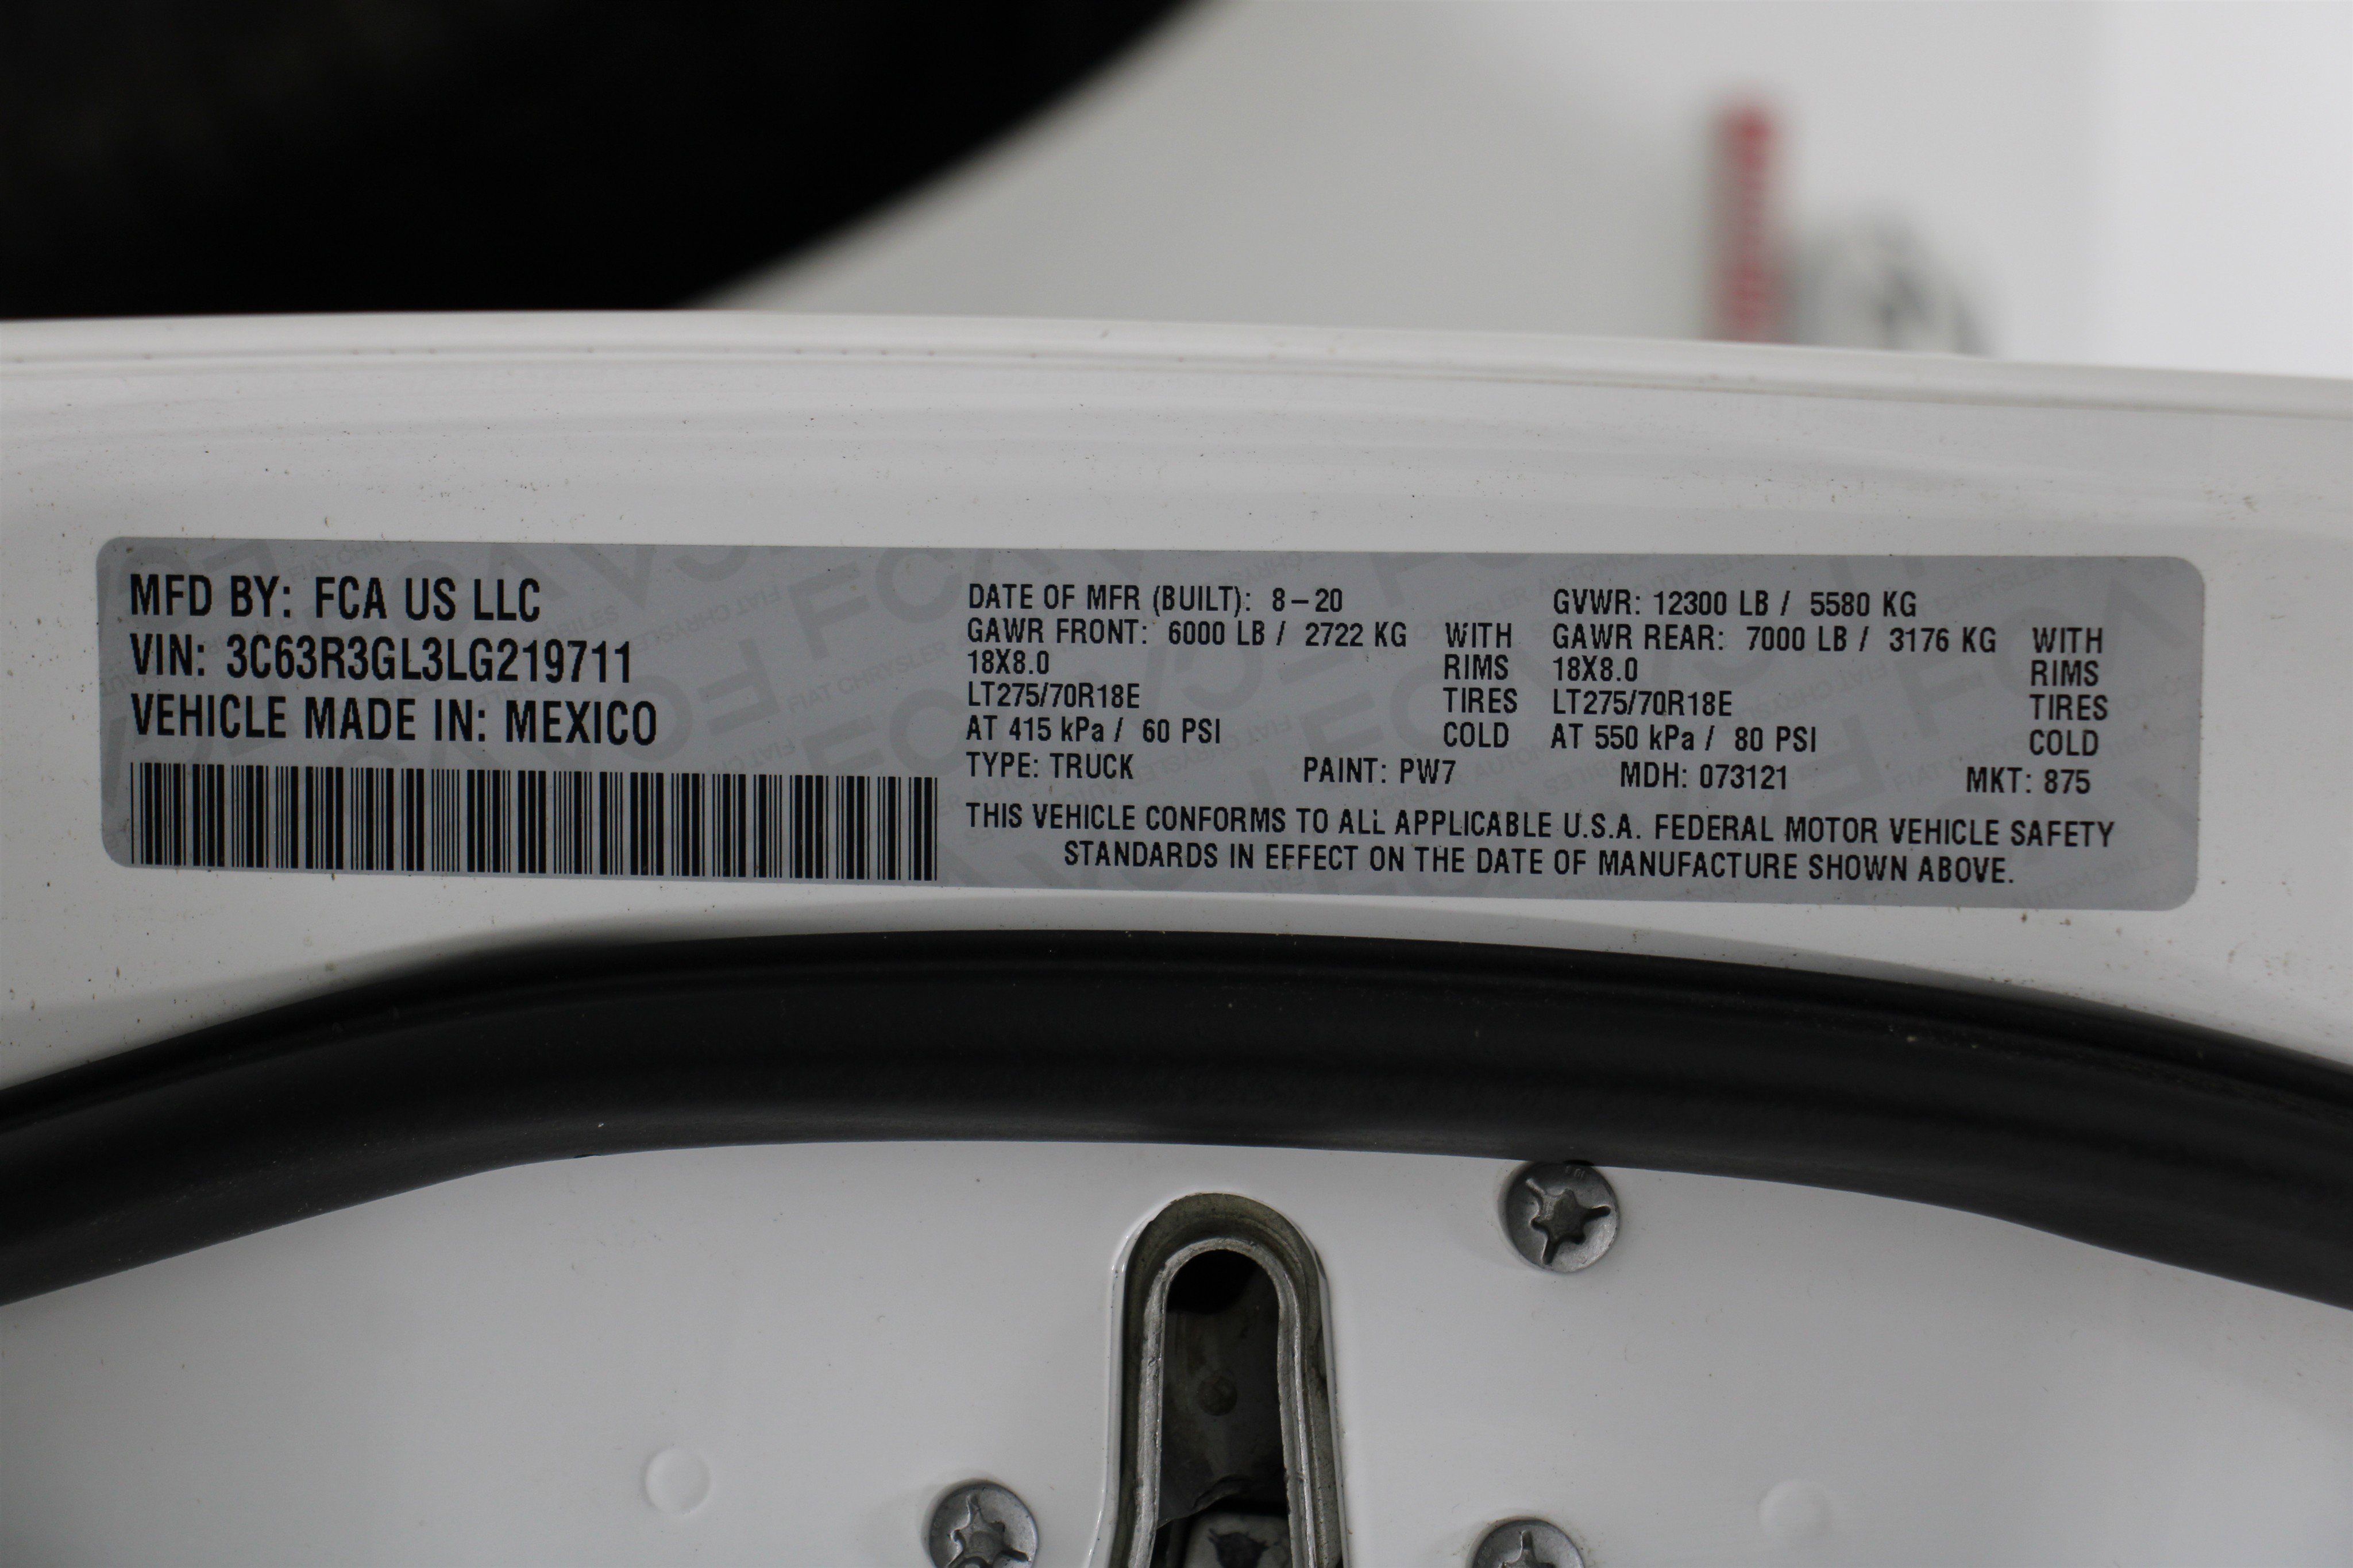 MFD BY: FCA US LLC
VIN: 3C63R3GL3LG219711
VEHICLE MADE IN: MEXICO
DATE OF MFR (BUILT): 8-20 GVWR: 12300 LB / 5580 KG
GAWR FRONT: 6000 LB / 2722 KG WITH GAWR REAR: 7000 LB / 3176 KG WITH
18X8.0 RIMS 18X8.0 RIMS
LT275/70R18E TIRES LT275/70R18E TIRES
AT 415 kPa / 60 PSI COLD AT 550 kPa / 80 PSI COLD
TYPE: TRUCK PAINT: PW7 MDH: 073121 MKT: 875
THIS VEHICLE CONFORMS TO ALL APPLICABLE U.S.A. FEDERAL MOTOR VEHICLE SAFETY
STANDARDS IN EFFECT ON THE DATE OF MANUFACTURE SHOWN ABOVE.